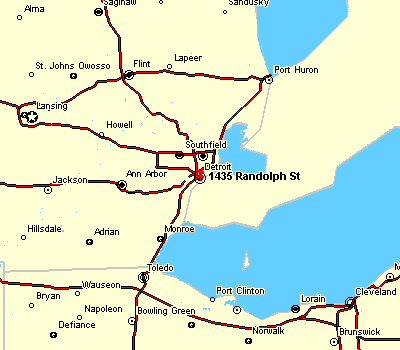 Alma
Saginaw
Sandusky
St. Johns
Owosso
Flint
Lapeer
Port Huron
Lansing
Howell
Southfield
Detroit
1435 Randolph St
Ann Arbor
Jackson
Hillsdale
Adrian
Monroe
Toledo
Wauseon
Bryan
Napoleon
Defiance
Bowling Green
Port Clinton
Norwalk
Lorain
Cleveland
Brunswick